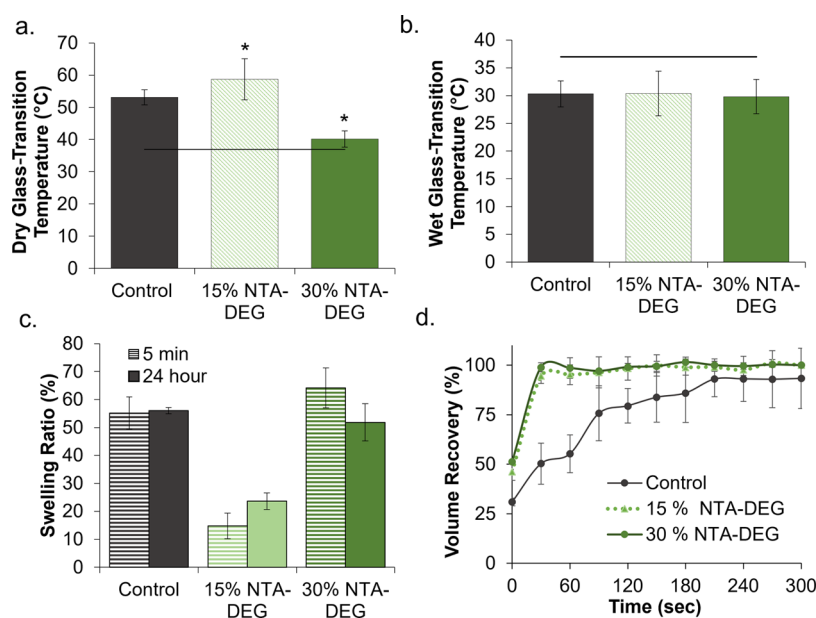 a.
Dry Glass-Transition
Temperature (°C)
70
60
50
40
30
20
10
0
*
*
Control
15% NTA-
DEG
30% NTA-
DEG
b.
Wet Glass-Transition
Temperature (°C)
40
35
30
25
20
15
10
5
0
Control
15% NTA-
DEG
30% NTA-
DEG
c.
Swelling Ratio (%)
80
70
60
50
40
30
20
10
0
5 min
24 hour
Control
15% NTA-
DEG
30% NTA-
DEG
d.
Volume Recovery (%)
100
75
50
25
0
Control
15 % NTA-DEG
30 % NTA-DEG
0
60
120
180
240
300
Time (sec)